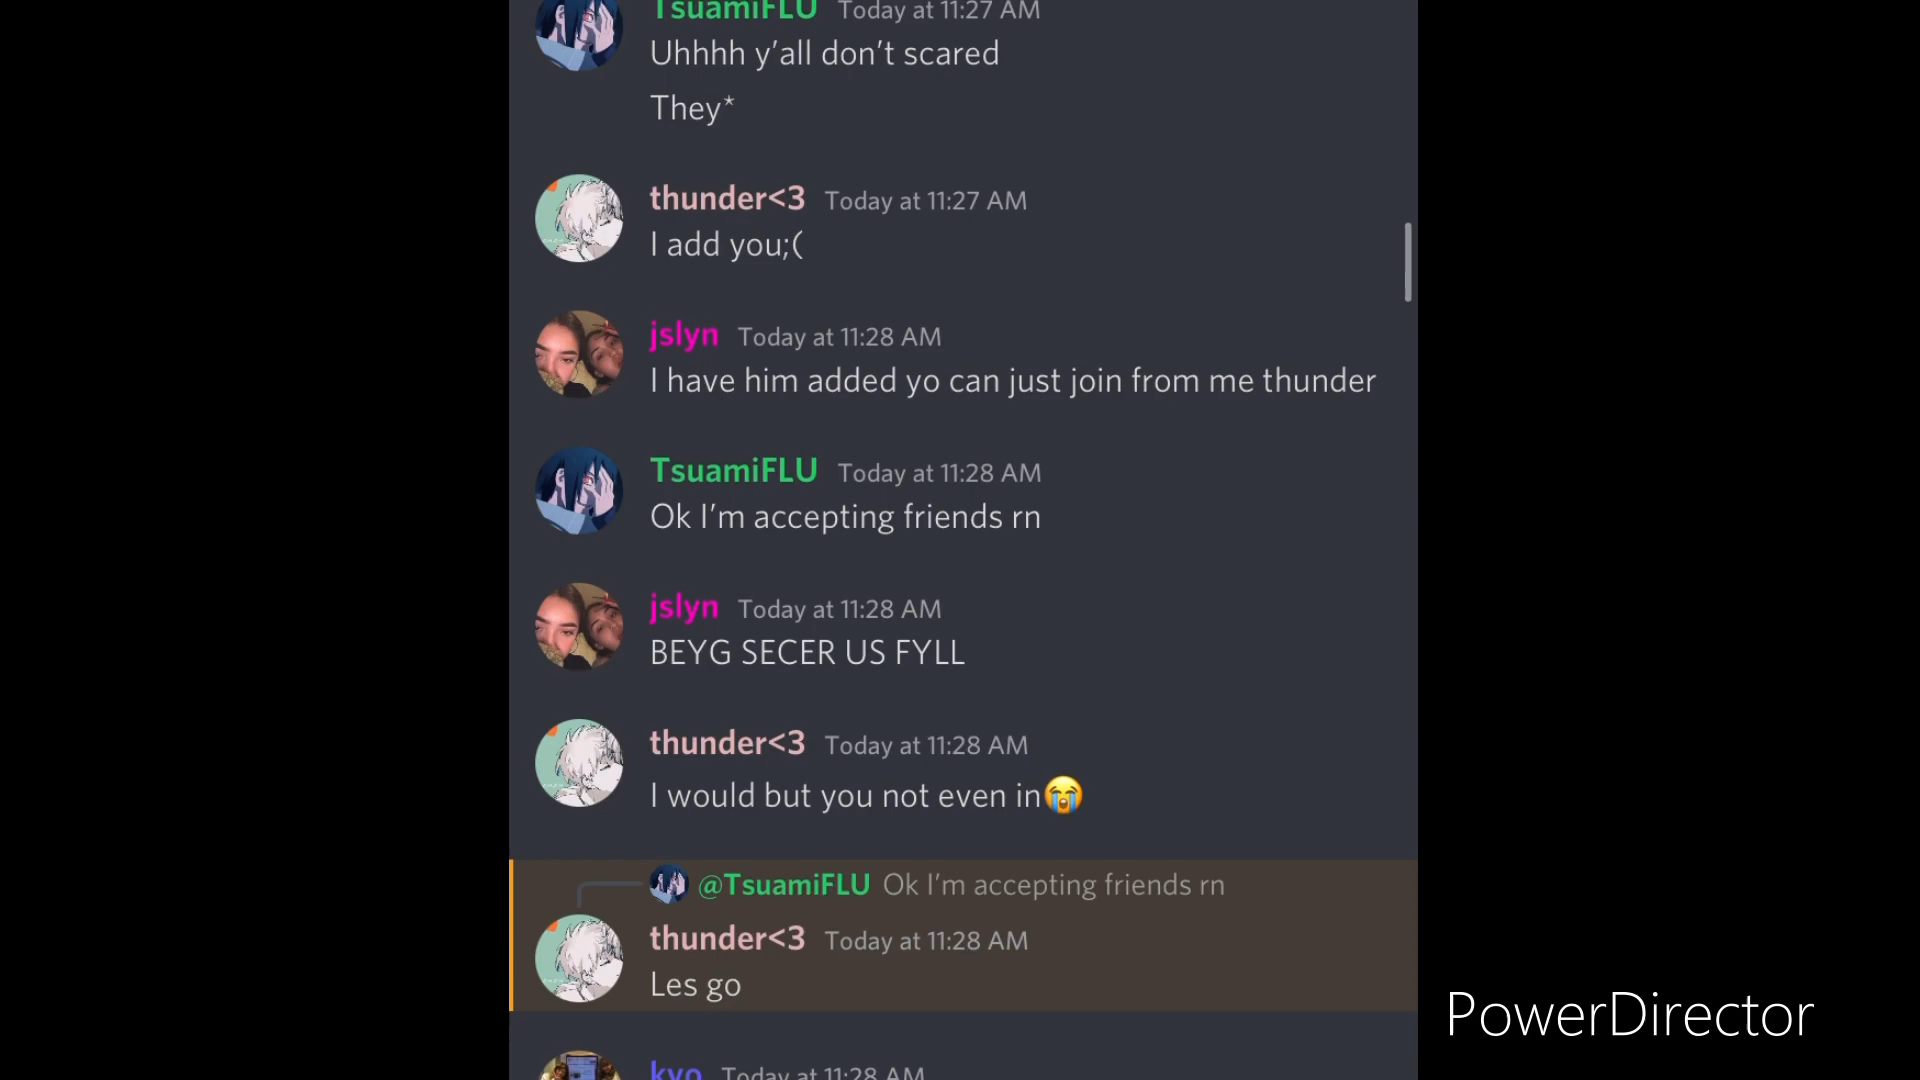 TsuamiFLU Today at 11:27 AM
Uhhhh y’all don’t scared
They*
thunder<3 Today at 11:27 AM
I add you;(
jslyn Today at 11:28 AM
I have him added yo can just join from me thunder
TsuamiFLU Today at 11:28 AM
Ok I’m accepting friends rn
jslyn Today at 11:28 AM
BEYG SECER US FYLL
thunder<3 Today at 11:28 AM
I would but you not even in😭
@TsuamiFLU Ok I’m accepting friends rn
thunder<3 Today at 11:28 AM
Les go
kyo Today at 11:28 AM
PowerDirector